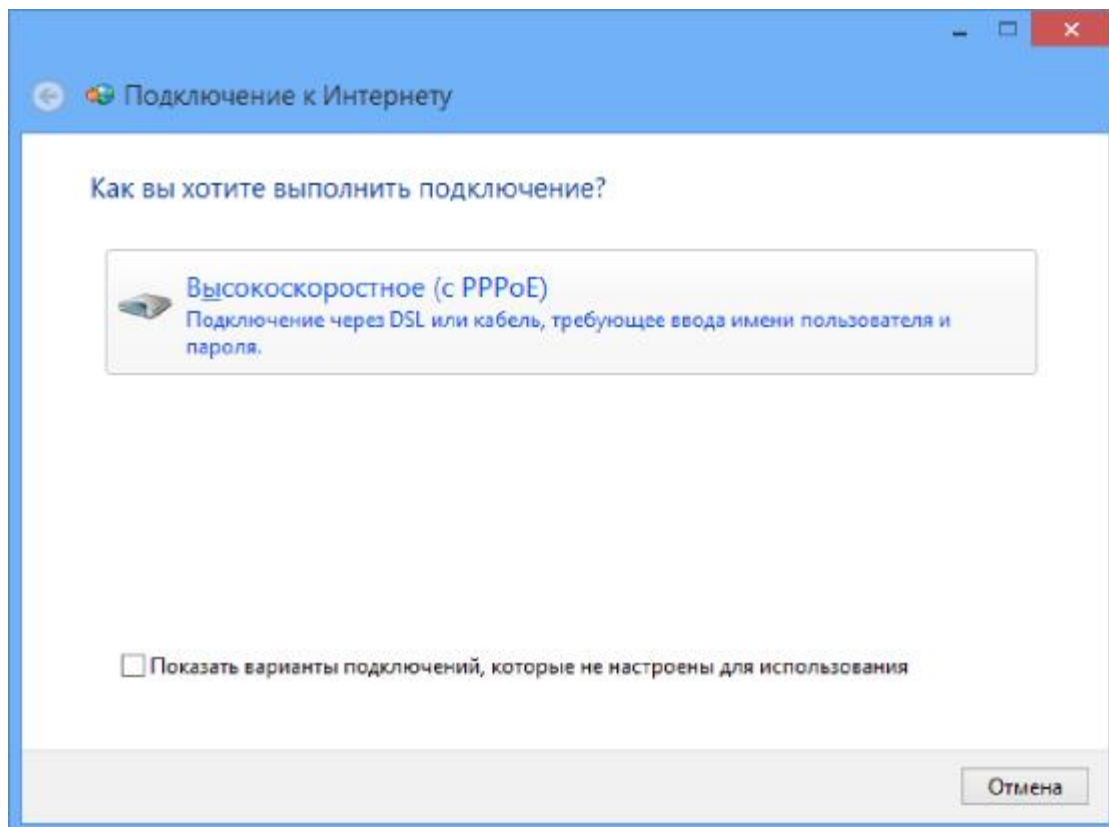 Подключение к Интернету
Как вы хотите выполнить подключение?
Высокоскоростное (с PPPoE)
Подключение через DSL или кабель, требующее ввода имени пользователя и
пароля.
Показать варианты подключений, которые не настроены для использования
Отмена